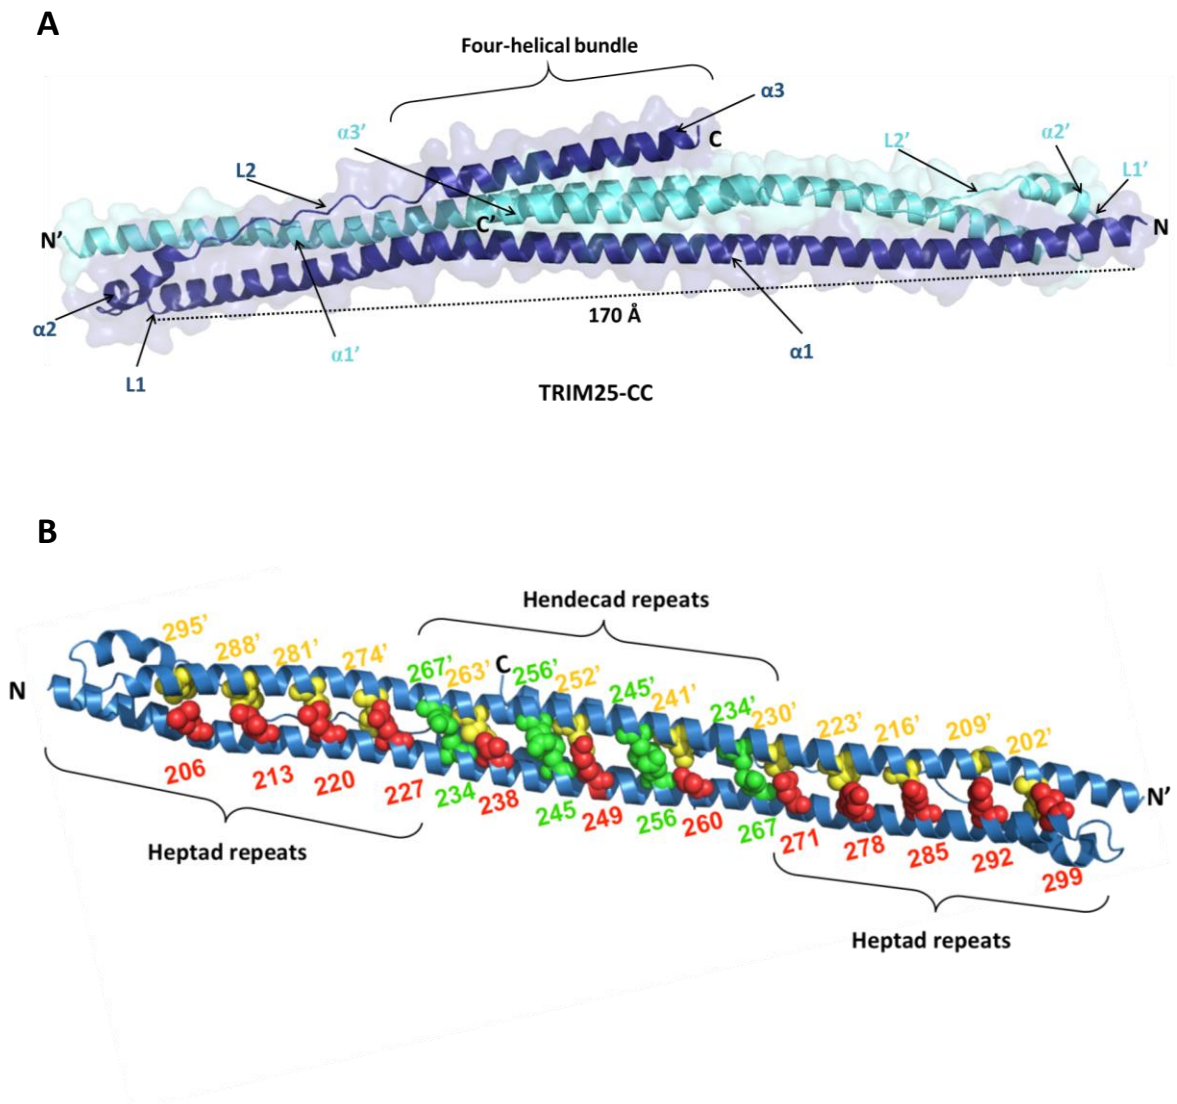 A
Four-helical bundle
α3
α3’
C
L2’
α2’
L1’
L2
N’
C’
N
α2
170 Å
α1’
α1
L1
TRIM25-CC
B
Hendecad repeats
295’ 288’ 281’ 274’ 267’ 263’ C 256’ 252’ 245’ 241’ 234’ 230’ 223’ 216’ 209’ 202’
N
N’
206 213 220 227 234 238 245 249 256 260 267 271 278 285 292 299
Heptad repeats
Heptad repeats